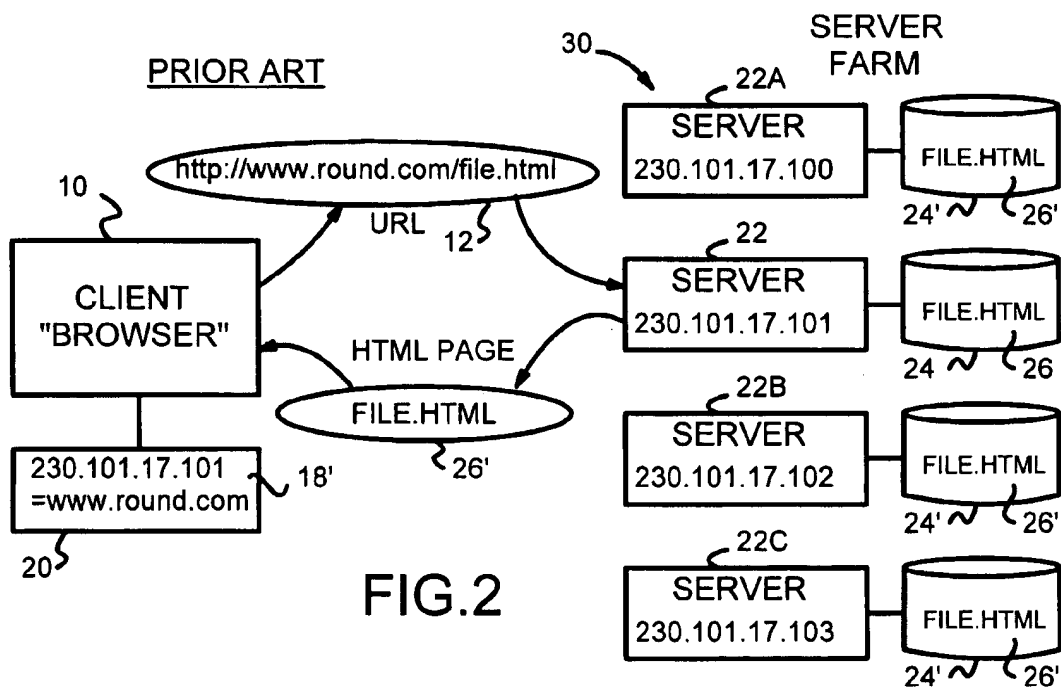 PRIOR ART
SERVER
FARM
30
22A
SERVER
230.101.17.100
FILE.HTML
24'
26'
http://www.round.com/file.html
URL
12
10
CLIENT
"BROWSER"
22
SERVER
230.101.17.101
FILE.HTML
24
26
HTML PAGE
FILE.HTML
26'
22B
SERVER
230.101.17.102
FILE.HTML
24'
26'
230.101.17.101
=www.round.com
18'
20
22C
SERVER
230.101.17.103
FILE.HTML
24'
26'
FIG.2